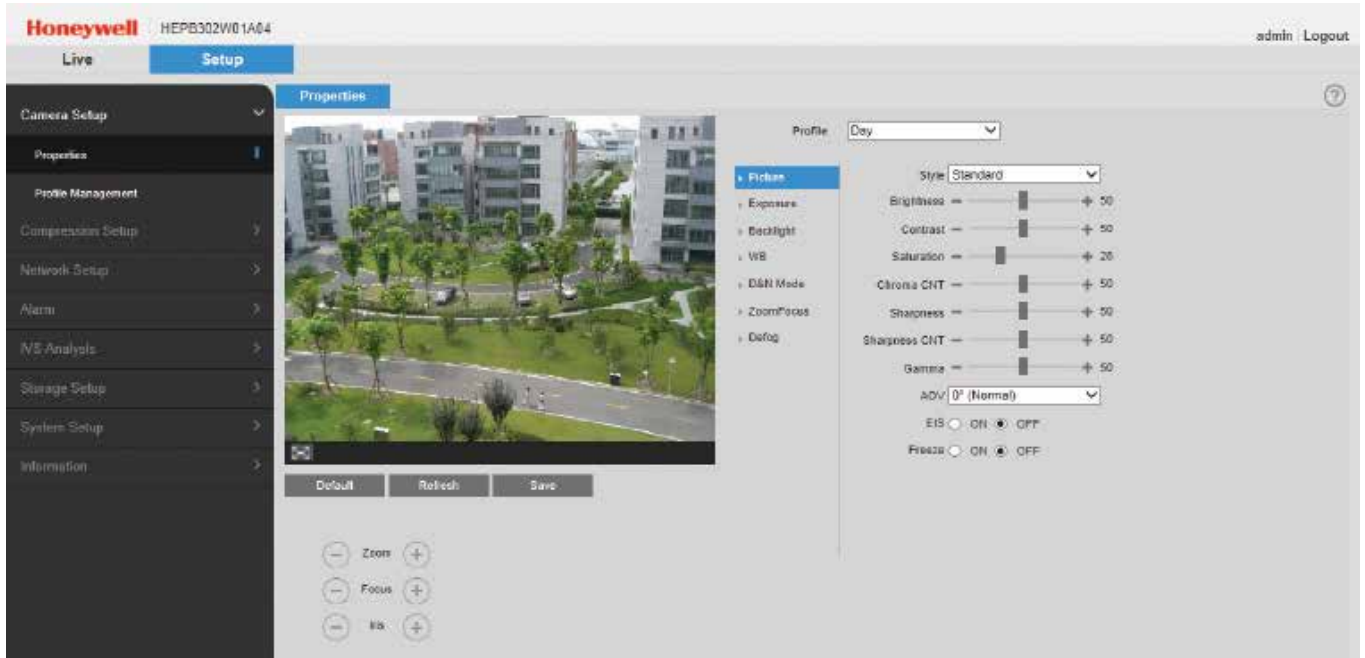 Honeywell HEPB302W01A04
admin Logout
Live Setup
Camera Setup
Properties
Profile Management
Compression Setup
Network Setup
Alarm
IVS Analysis
Storage Setup
System Setup
Information
Properties
Default Refresh Save
Zoom
Focus
Iris
Profile Day
Picture
Exposure
Backlight
WB
D&N Mode
ZoomFocus
Defog
Style Standard
Brightness 50
Contrast 50
Saturation
Chroma CNT 50
Sharpness 50
Sharpness CNT 50
Gamma 50
AOV 0° (Normal)
EIS ON OFF
Freeze ON OFF
?